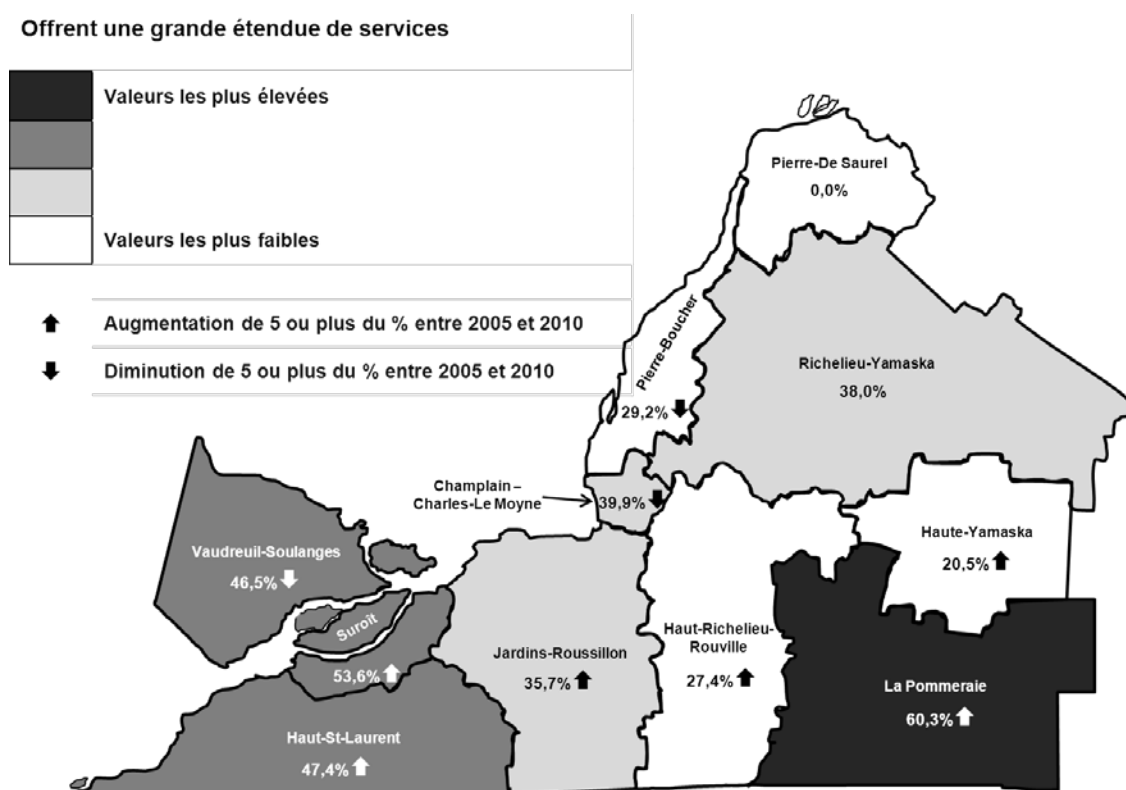 Offrent une grande étendue de services
Valeurs les plus élevées
Valeurs les plus faibles
Augmentation de 5 ou plus du % entre 2005 et 2010
Diminution de 5 ou plus du % entre 2005 et 2010
Pierre-De Saurel
0,0%
Pierre-Boucher
29,2%
Richelieu-Yamaska
38,0%
Champlain –
Charles-Le Moyne
39,9%
Haute-Yamaska
20,5%
Vaudreuil-Soulanges
46,5%
Suroît
53,6%
Jardins-Roussillon
35,7%
Haut-Richelieu-
Rouville
27,4%
La Pommeraie
60,3%
Haut-St-Laurent
47,4%